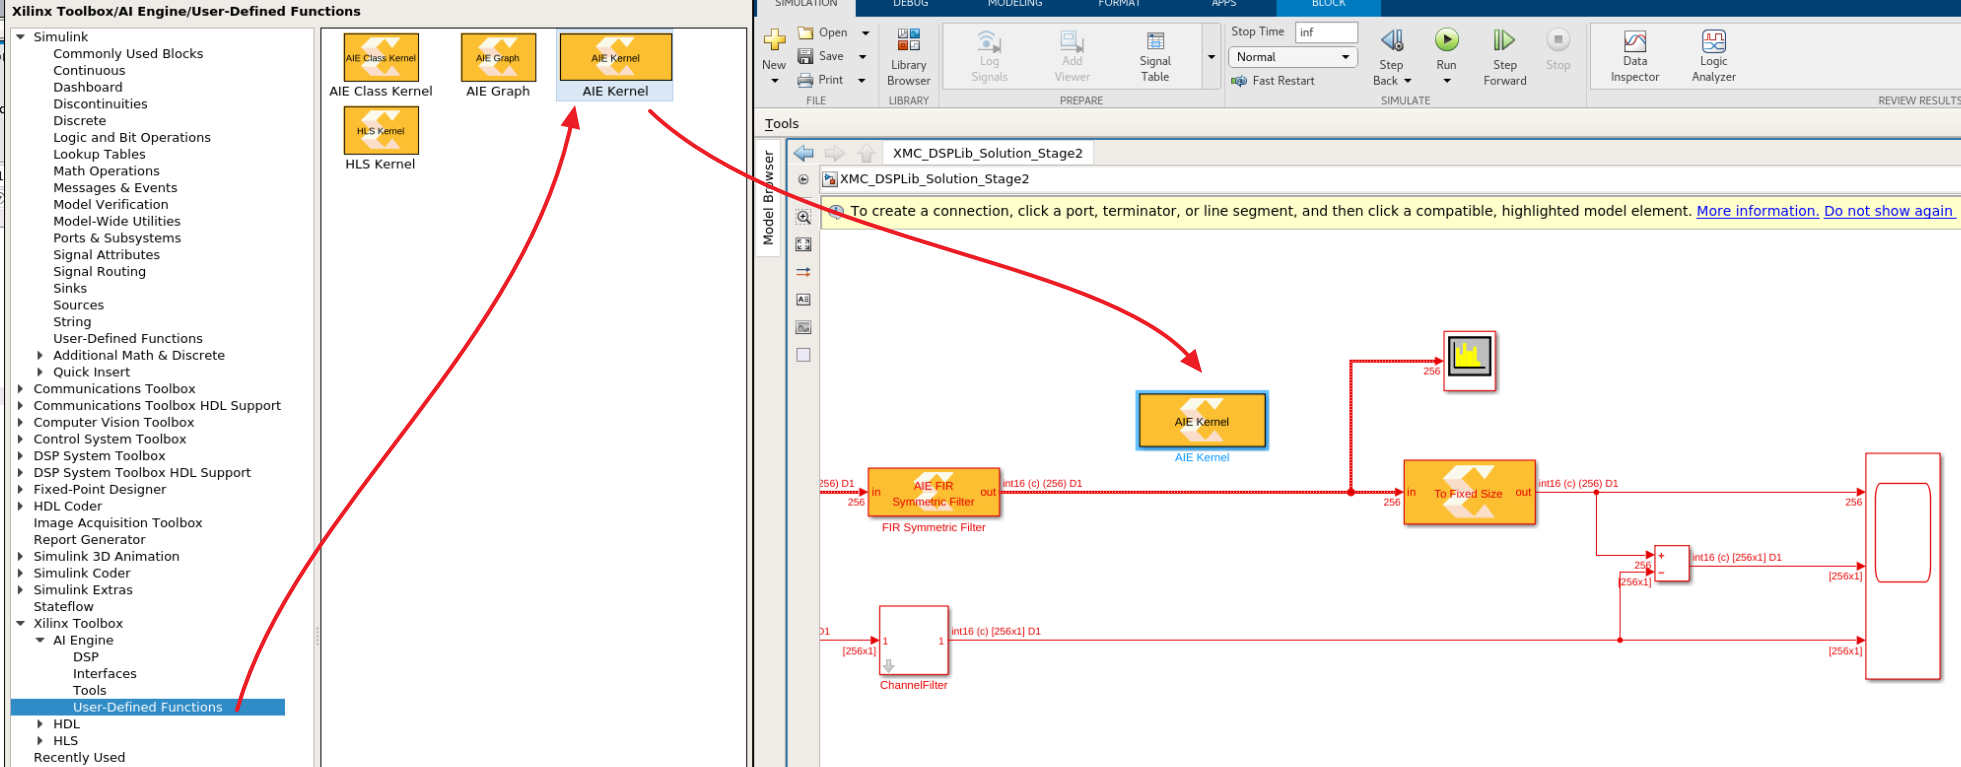 Xilinx Toolbox/AI Engine/User-Defined Functions
Simulink
Commonly Used Blocks
Continuous
Dashboard
Discontinuities
Discrete
Logic and Bit Operations
Lookup Tables
Math Operations
Messages & Events
Model Verification
Model-Wide Utilities
Ports & Subsystems
Signal Attributes
Signal Routing
Sinks
Sources
String
User-Defined Functions
Additional Math & Discrete
Quick Insert
Communications Toolbox
Communications Toolbox HDL Support
Computer Vision Toolbox
Control System Toolbox
DSP System Toolbox
DSP System Toolbox HDL Support
Fixed-Point Designer
HDL Coder
Image Acquisition Toolbox
Report Generator
Simulink 3D Animation
Simulink Coder
Simulink Extras
Stateflow
Xilinx Toolbox
AI Engine
DSP
Interfaces
Tools
User-Defined Functions
HDL
HLS
Recently Used
AIE Class Kernel
AIE Class Kernel
AIE Graph
AIE Graph
AIE Kernel
AIE Kernel
HLS Kernel
HLS Kernel
SIMULATION DEBUG MODELING FORMAT APPS BLOCK
New
Open
Save
Print
FILE
Library
Browser
LIBRARY
Log
Signals
Add
Viewer
Signal
Table
PREPARE
Stop Time inf
Normal
Fast Restart
Step
Back
Run
Step
Forward
Stop
SIMULATE
Data
Inspector
Logic
Analyzer
REVIEW RESULTS
Tools
Model Browser
XMC_DSPLib_Solution_Stage2
XMC_DSPLib_Solution_Stage2
To create a connection, click a port, terminator, or line segment, and then click a compatible, highlighted model element. More information. Do not show again
256
AIE Kernel
AIE Kernel
256) D1
256
in
AIE FIR
Symmetric Filter
out
FIR Symmetric Filter
int16 (c) (256) D1
256
in
To Fixed Size
out
int16 (c) (256) D1
256
+
256
−
[256x1]
int16 (c) [256x1] D1
[256x1]
D1
[256x1]
1
1
ChannelFilter
int16 (c) [256x1] D1
[256x1]